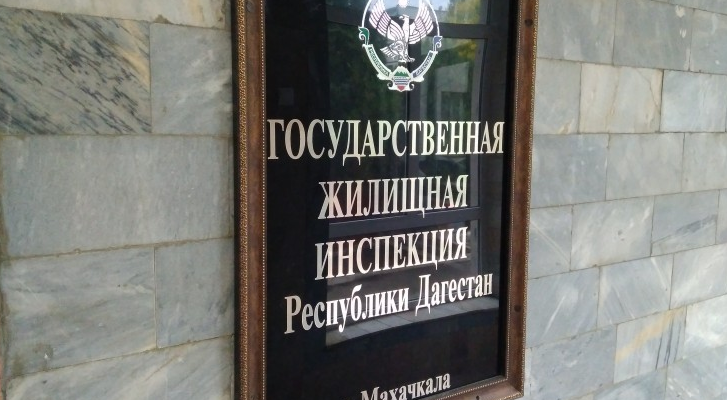 ГОСУДАРСТВЕННАЯ
ЖИЛИЩНАЯ
ИНСПЕКЦИЯ
Республики Дагестан
Махачкала